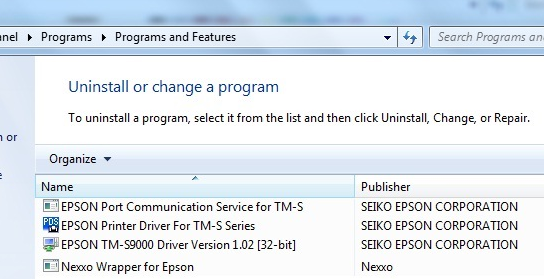 nel ▸ Programs ▸ Programs and Features
Search Programs an
Uninstall or change a program
To uninstall a program, select it from the list and then click Uninstall, Change, or Repair.
n or
Organize
Name
Publisher
EPSON Port Communication Service for TM-S
SEIKO EPSON CORPORATION
PDS
EPSON Printer Driver For TM-S Series
SEIKO EPSON CORPORATION
EPSON TM-S9000 Driver Version 1.02 [32-bit]
SEIKO EPSON CORPORATION
Nexxo Wrapper for Epson
Nexxo